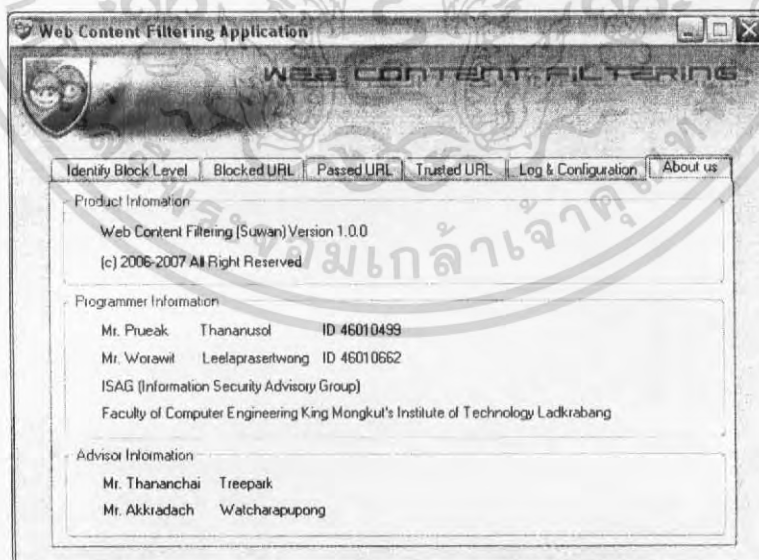 Web Content Filtering Application
WEB CONTENT FILTERING
Identify Block Level Blocked URL Passed URL Trusted URL Log & Configuration About us
Product Infomation
Web Content Filtering (Suwan) Version 1.0.0
(c) 2006-2007 All Right Reserved
Programmer Information
Mr. Prueak Thananusol ID 46010499
Mr. Worawit Leelaprasertwong ID 46010662
ISAG (Information Security Advisory Group)
Faculty of Computer Engineering King Mongkut's Institute of Technology Ladkrabang
Advisor Information
Mr. Thananchai Treepark
Mr. Akkradach Watcharapupong